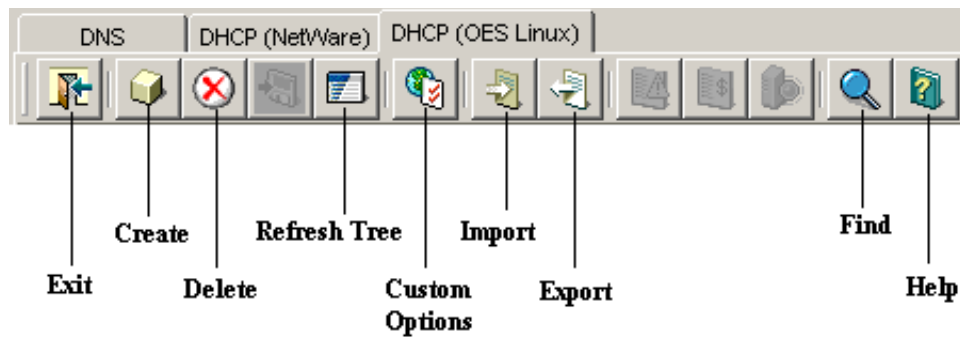 DNS
DHCP (NetWare)
DHCP (OES Linux)
Create
Refresh Tree
Import
Find
Exit
Delete
Custom
Options
Export
Help